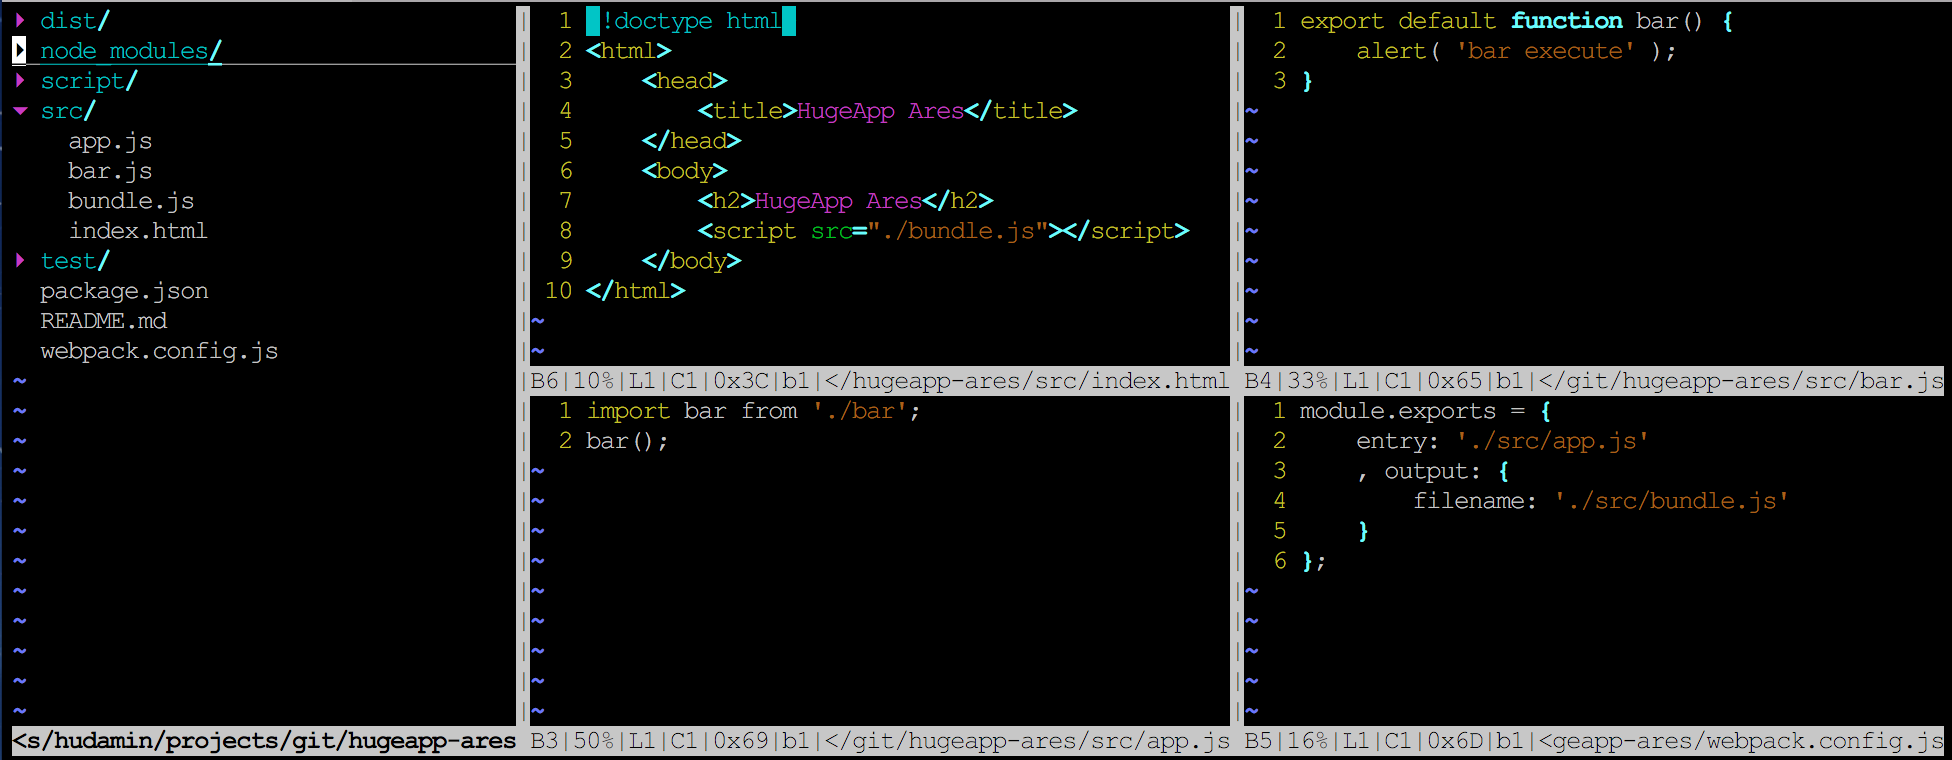 dist/
node_modules/
script/
src/
app.js
bar.js
bundle.js
index.html
test/
package.json
README.md
webpack.config.js
~
~
~
~
~
~
~
~
~
~
~
~
<s/hudamin/projects/git/hugeapp-ares
1 <!doctype html>
2 <html>
3     <head>
4         <title>HugeApp Ares</title>
5     </head>
6     <body>
7         <h2>HugeApp Ares</h2>
8         <script src="./bundle.js"></script>
9     </body>
10 </html>
~
~
B6|10%|L1|C1|0x3C|b1|</hugeapp-ares/src/index.html
1 export default function bar() {
2     alert( 'bar execute' );
3 }
~
~
~
~
~
~
~
~
~
B4|33%|L1|C1|0x65|b1|</git/hugeapp-ares/src/bar.js
1 import bar from './bar';
2 bar();
~
~
~
~
~
~
~
~
~
B3|50%|L1|C1|0x69|b1|</git/hugeapp-ares/src/app.js
1 module.exports = {
2     entry: './src/app.js'
3     , output: {
4         filename: './src/bundle.js'
5     }
6 };
~
~
~
~
~
B5|16%|L1|C1|0x6D|b1|<geapp-ares/webpack.config.js